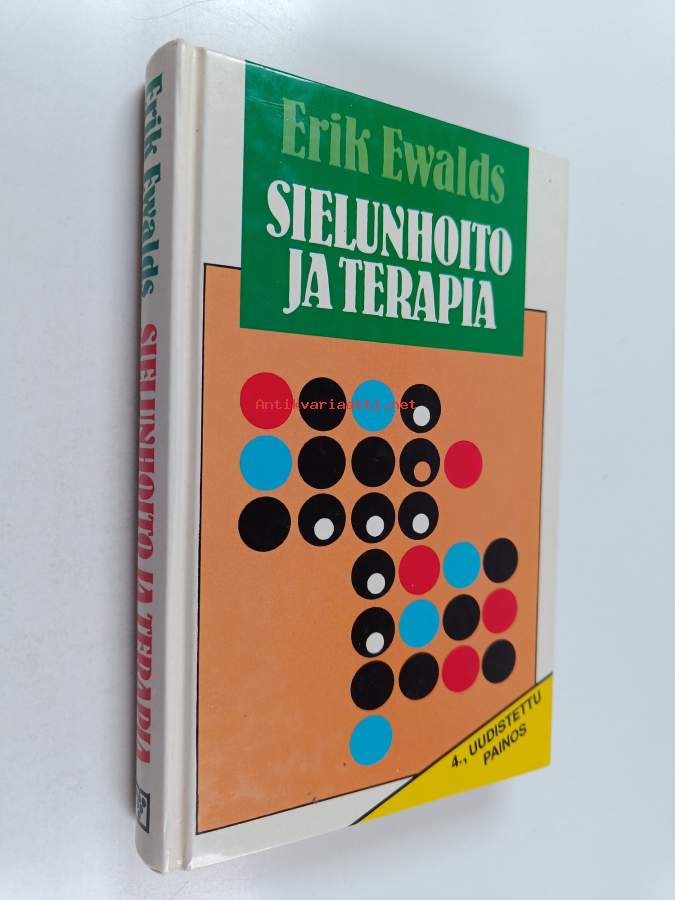 Erik Ewalds
SIELUNHOITO
JA TERAPIA
Antikvariaatti.net
4., UUDISTETTU
PAINOS
Erik Ewalds SIELUNHOITO JA TERAPIA